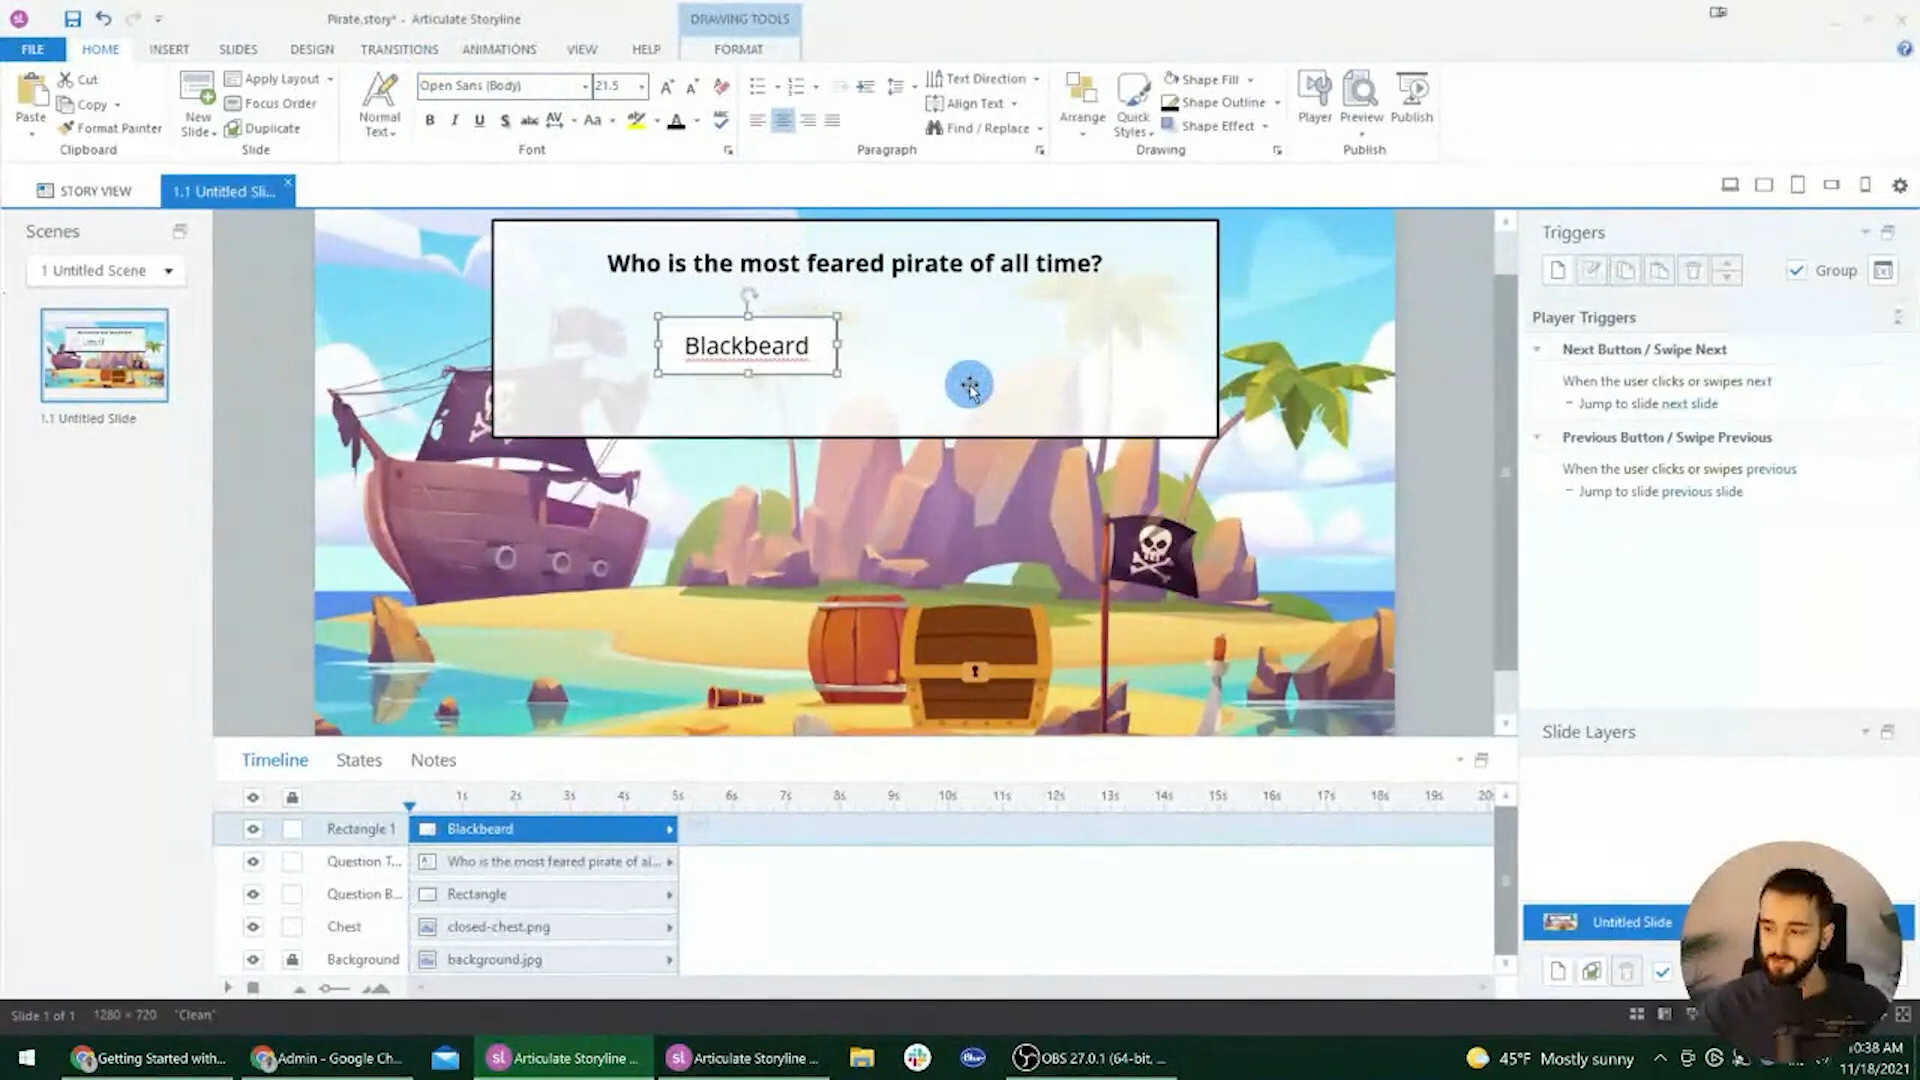 Pirate.story* - Articulate Storyline
DRAWING TOOLS
FILE
HOME
INSERT
SLIDES
DESIGN
TRANSITIONS
ANIMATIONS
VIEW
HELP
FORMAT
Paste
Cut
Copy
Format Painter
Clipboard
New
Slide
Apply Layout
Focus Order
Duplicate
Slide
Normal
Text
Open Sans (Body)
21.5
B I U S abc AV Aa
Font
Text Direction
Align Text
Find / Replace
Paragraph
Arrange
Quick
Styles
Shape Fill
Shape Outline
Shape Effect
Drawing
Player
Preview
Publish
Publish
STORY VIEW
1.1 Untitled Sli...
Scenes
1 Untitled Scene
1.1 Untitled Slide
Who is the most feared pirate of all time?
Blackbeard
Triggers
Group
Player Triggers
Next Button / Swipe Next
When the user clicks or swipes next
Jump to slide next slide
Previous Button / Swipe Previous
When the user clicks or swipes previous
Jump to slide previous slide
Slide Layers
Untitled Slide
Timeline
States
Notes
1s 2s 3s 4s 5s 6s 7s 8s 9s 10s 11s 12s 13s 14s 15s 16s 17s 18s 19s 20
Rectangle 1
Blackbeard
Question T...
Who is the most feared pirate of al...
Question B...
Rectangle
Chest
closed-chest.png
Background
background.jpg
Slide 1 of 1
1280 × 720
"Clean"
Getting Started with...
Admin - Google Ch...
Articulate Storyline ...
Articulate Storyline ...
OBS 27.0.1 (64-bit, ...
45°F Mostly sunny
10:38 AM
11/18/2021